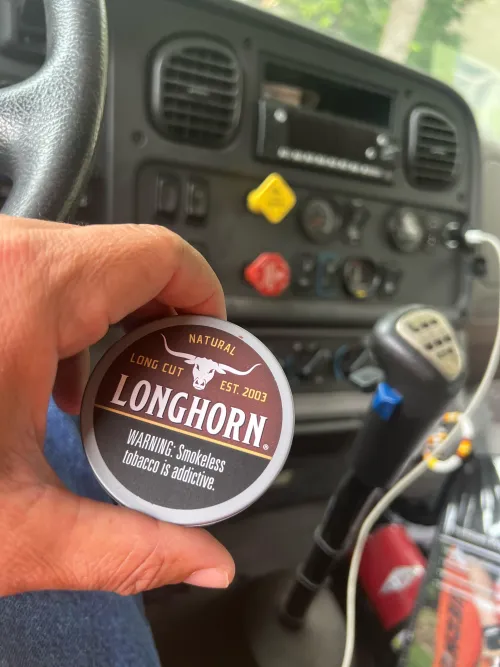 NATURAL
LONG CUT
EST. 2003
LONGHORN®
WARNING: Smokeless
tobacco is addictive.